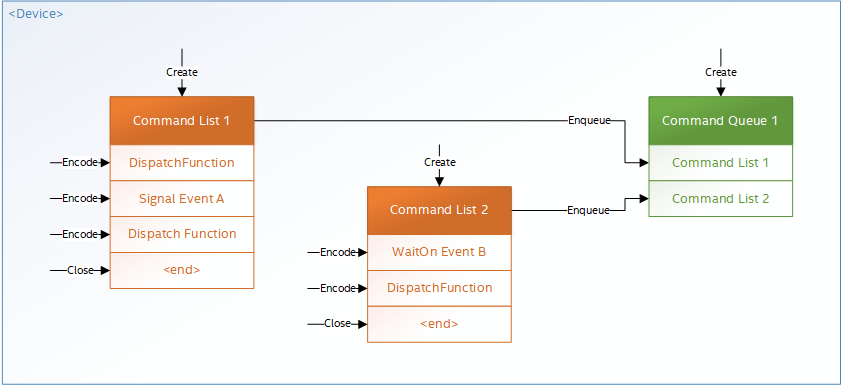 <Device>
Create
Command List 1
Encode
DispatchFunction
Encode
Signal Event A
Encode
Dispatch Function
Close
<end>
Enqueue
Create
Command List 2
Encode
WaitOn Event B
Encode
DispatchFunction
Close
<end>
Enqueue
Create
Command Queue 1
Command List 1
Command List 2